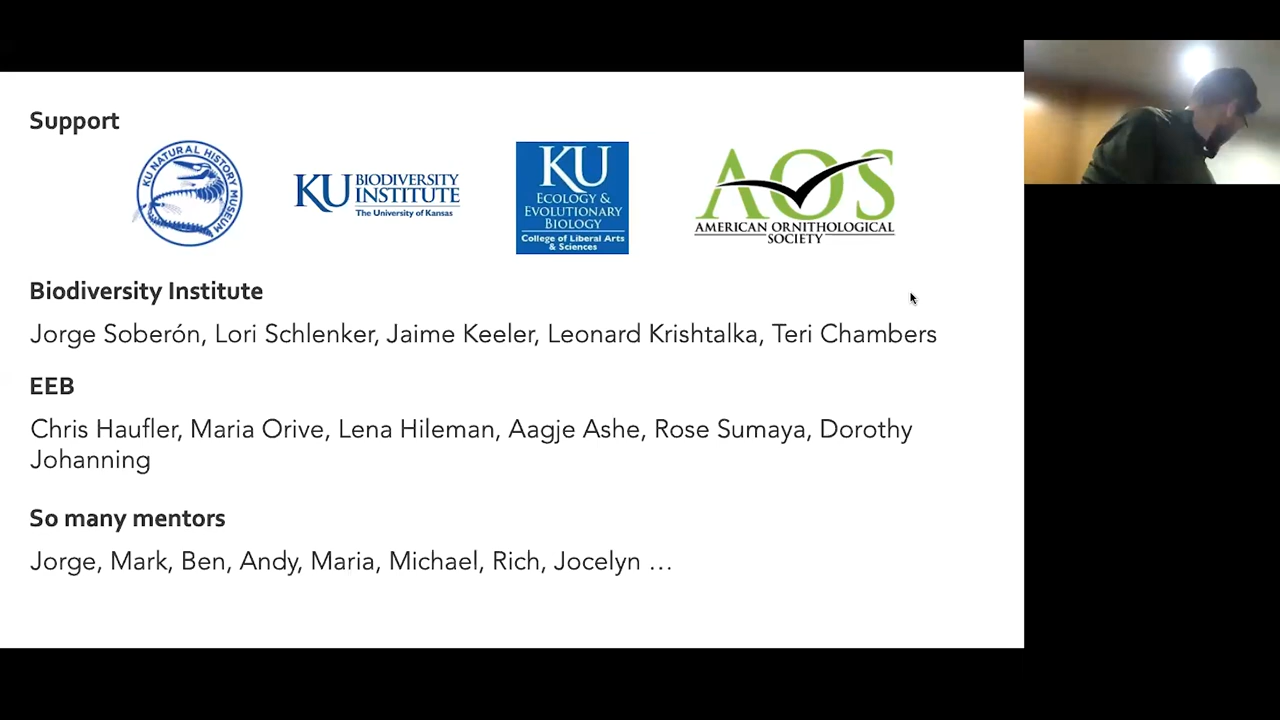 Support
KU NATURAL HISTORY MUSEUM
KU BIODIVERSITY
INSTITUTE
The University of Kansas
KU
ECOLOGY &
EVOLUTIONARY
BIOLOGY
College of Liberal Arts
& Sciences
AOS
AMERICAN ORNITHOLOGICAL
SOCIETY
Biodiversity Institute
Jorge Soberón, Lori Schlenker, Jaime Keeler, Leonard Krishtalka, Teri Chambers
EEB
Chris Haufler, Maria Orive, Lena Hileman, Aagje Ashe, Rose Sumaya, Dorothy
Johanning
So many mentors
Jorge, Mark, Ben, Andy, Maria, Michael, Rich, Jocelyn …